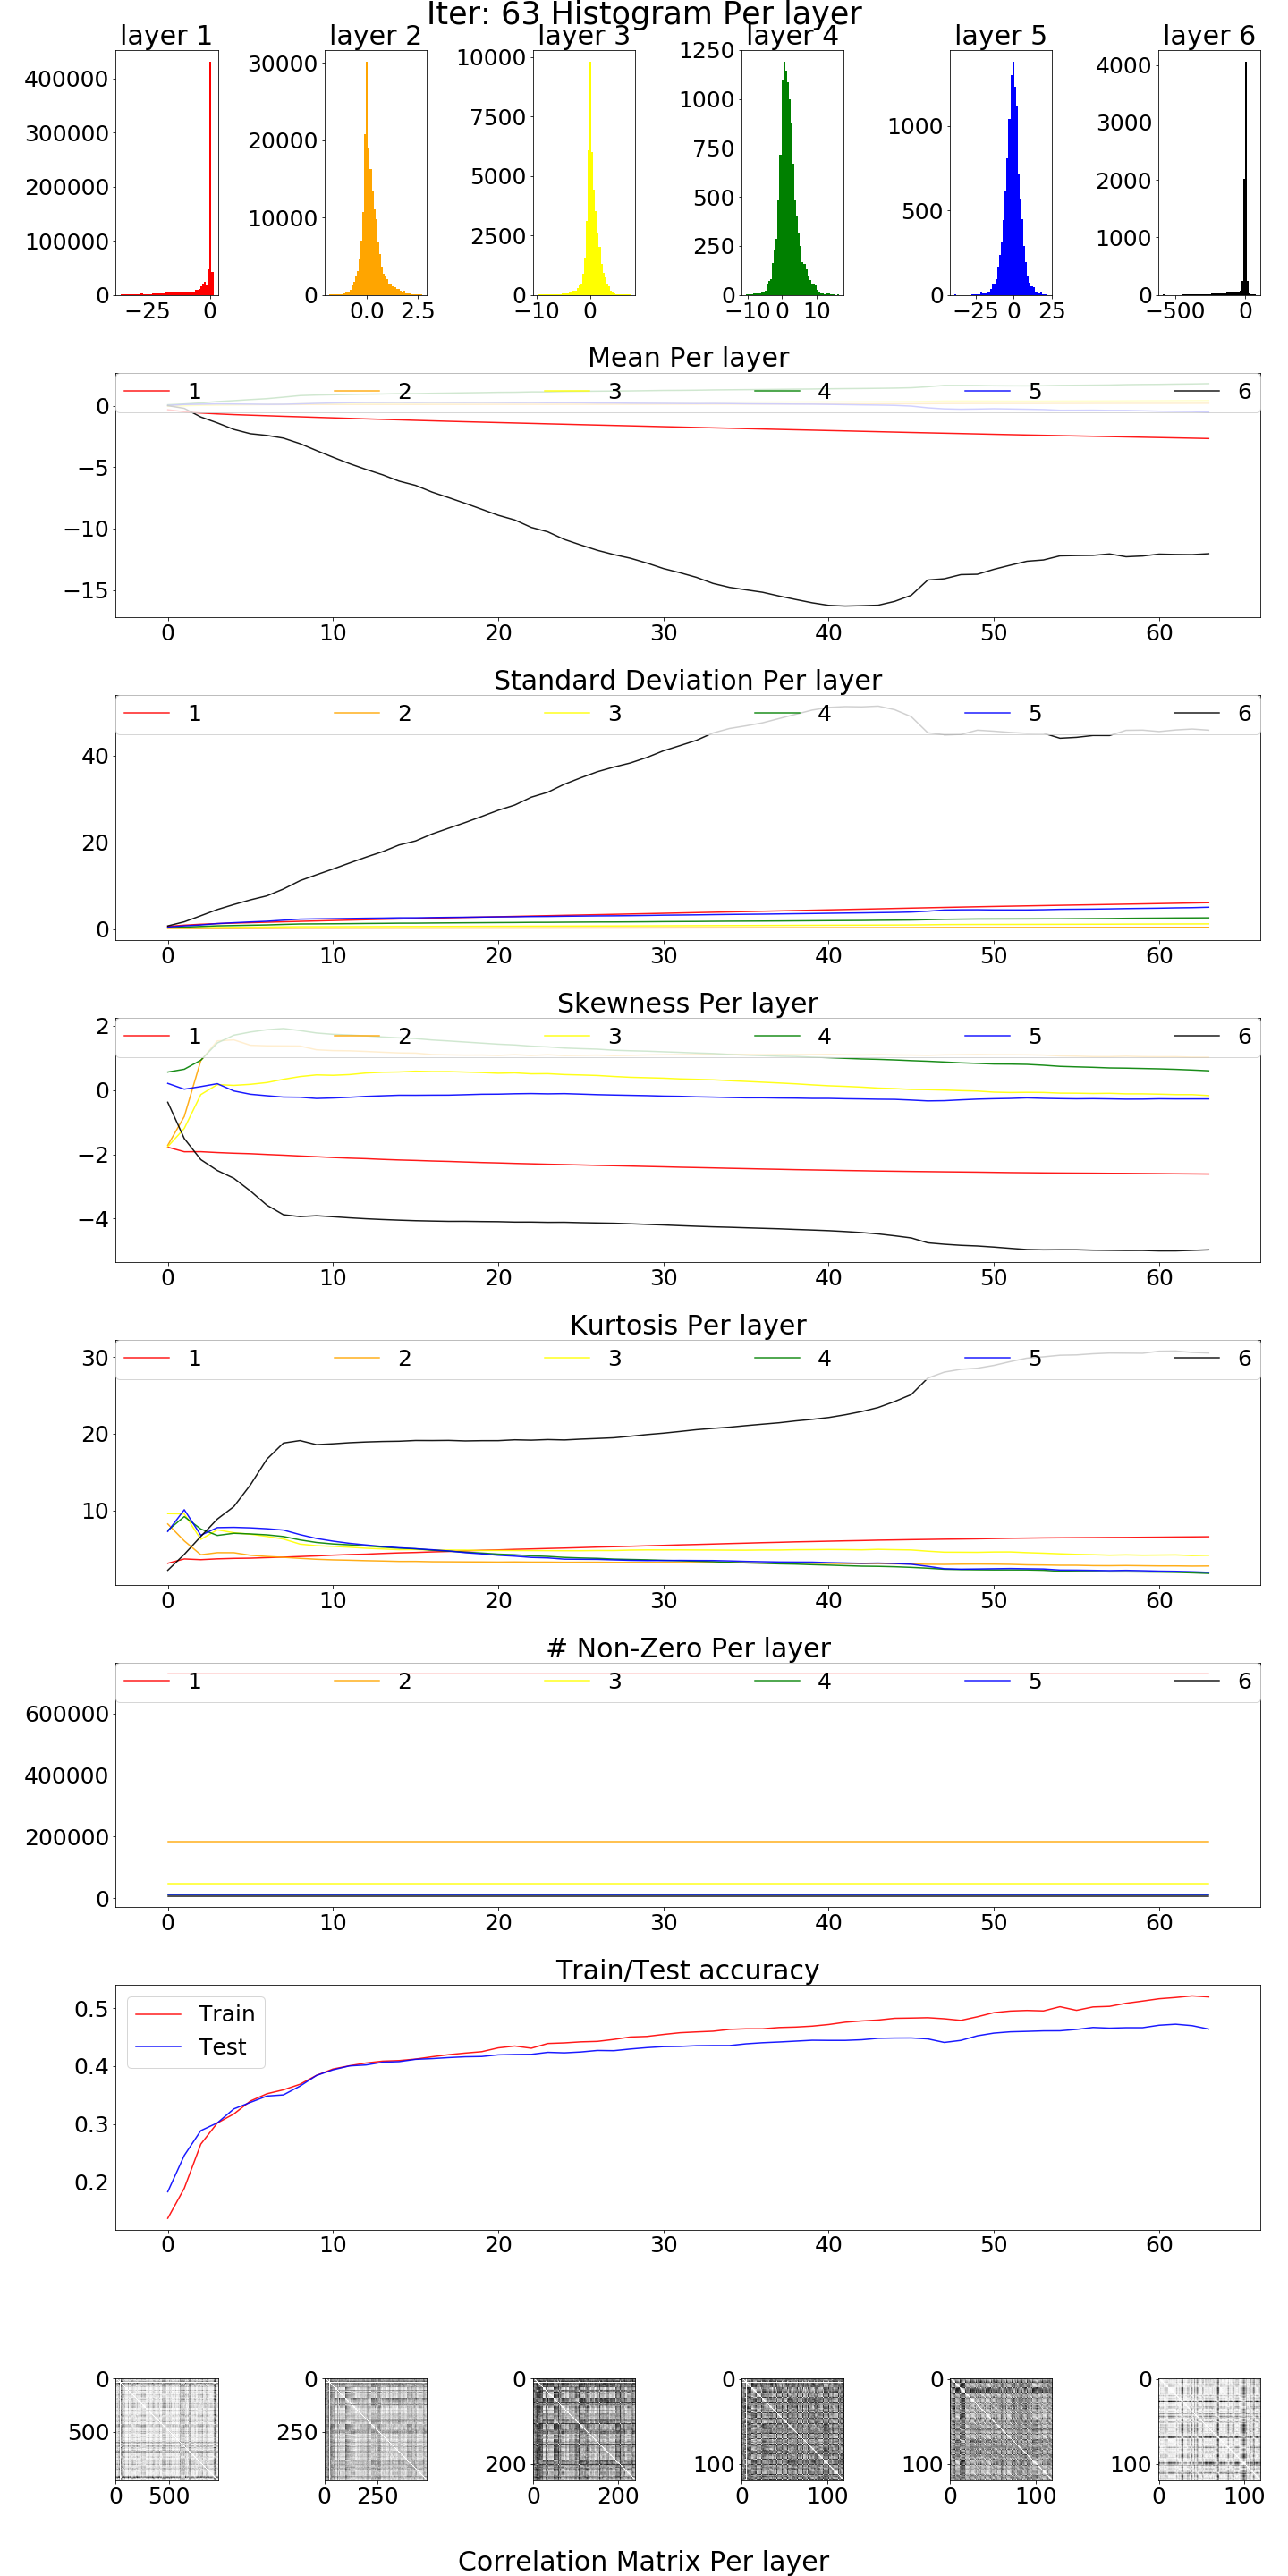 Iter: 63 Histogram Per layer
layer 1 layer 2 layer 3 layer 4 layer 5 layer 6
400000 300000 200000 100000 0
−25 0
30000 20000 10000 0
0.0 2.5
10000 7500 5000 2500 0
−10 0
1250 1000 750 500 250 0
−10 0 10
1000 500 0
−25 0 25
4000 3000 2000 1000 0
−500 0
Mean Per layer
1 2 3 4 5 6
0
−5
−10
−15
0 10 20 30 40 50 60
Standard Deviation Per layer
1 2 3 4 5 6
40
20
0
0 10 20 30 40 50 60
Skewness Per layer
2
1 2 3 4 5 6
0
−2
−4
0 10 20 30 40 50 60
Kurtosis Per layer
30 1 2 3 4 5 6
20
10
0 10 20 30 40 50 60
# Non-Zero Per layer
1 2 3 4 5 6
600000
400000
200000
0
0 10 20 30 40 50 60
Train/Test accuracy
0.5 Train
Test
0.4
0.3
0.2
0 10 20 30 40 50 60
0 0 0 0 0 0
500 250 200 100 100 100
0 500 0 250 0 200 0 100 0 100 0 100
Correlation Matrix Per layer